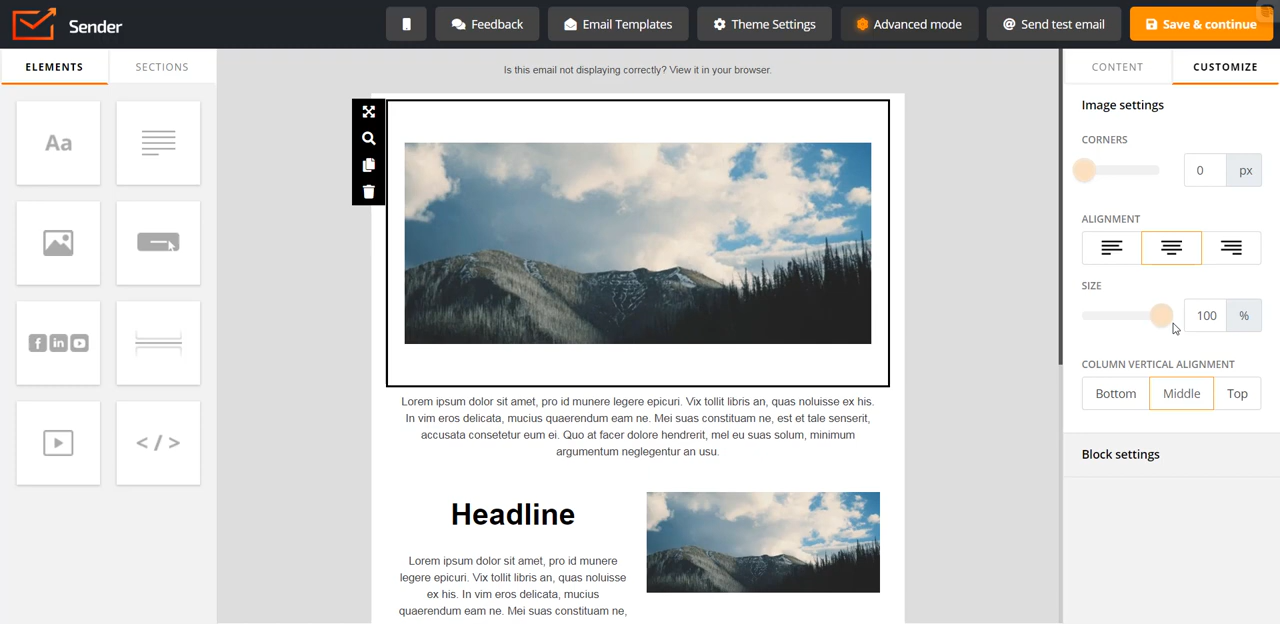 Sender
Feedback
Email Templates
Theme Settings
Advanced mode
Send test email
Save & continue
ELEMENTS
SECTIONS
Aa
Is this email not displaying correctly? View it in your browser.
Lorem ipsum dolor sit amet, pro id munere legere epicuri. Vix tollit libris an, quas noluisse ex his.
In vim eros delicata, mucius quaerendum eam ne. Mei suas constituam ne, est et tale senserit,
accusata consetetur eum ei. Quo at facer dolore hendrerit, mel eu suas solum, minimum
argumentum neglegentur an usu.
Headline
Lorem ipsum dolor sit amet, pro id munere
legere epicuri. Vix tollit libris an, quas noluisse
ex his. In vim eros delicata, mucius
quaerendum eam ne. Mei suas constituam ne,
CONTENT
CUSTOMIZE
Image settings
CORNERS
0 px
ALIGNMENT
SIZE
100 %
COLUMN VERTICAL ALIGNMENT
Bottom
Middle
Top
Block settings